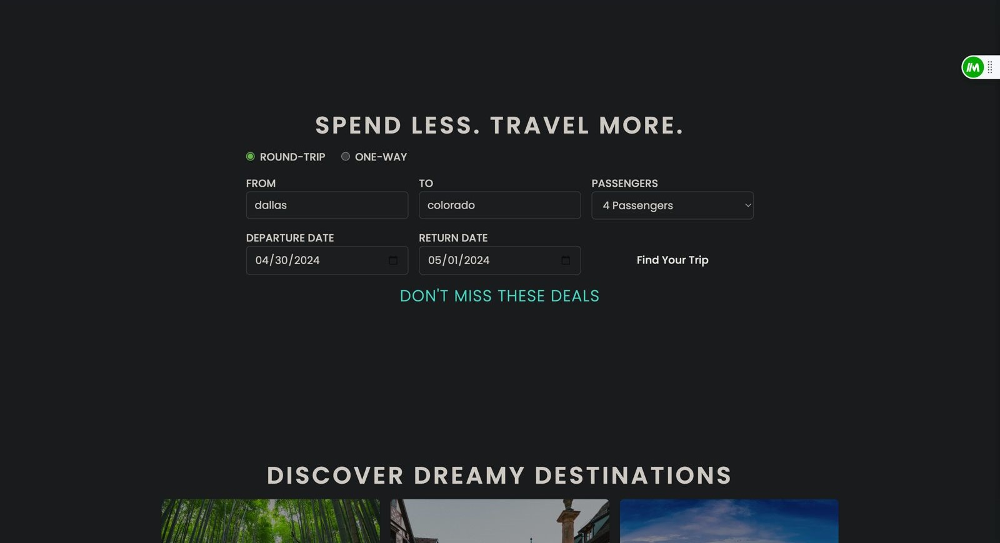 SPEND LESS. TRAVEL MORE.
ROUND-TRIP ONE-WAY
FROM TO PASSENGERS
dallas colorado 4 Passengers
DEPARTURE DATE RETURN DATE
04/30/2024 05/01/2024 Find Your Trip
DON'T MISS THESE DEALS
DISCOVER DREAMY DESTINATIONS